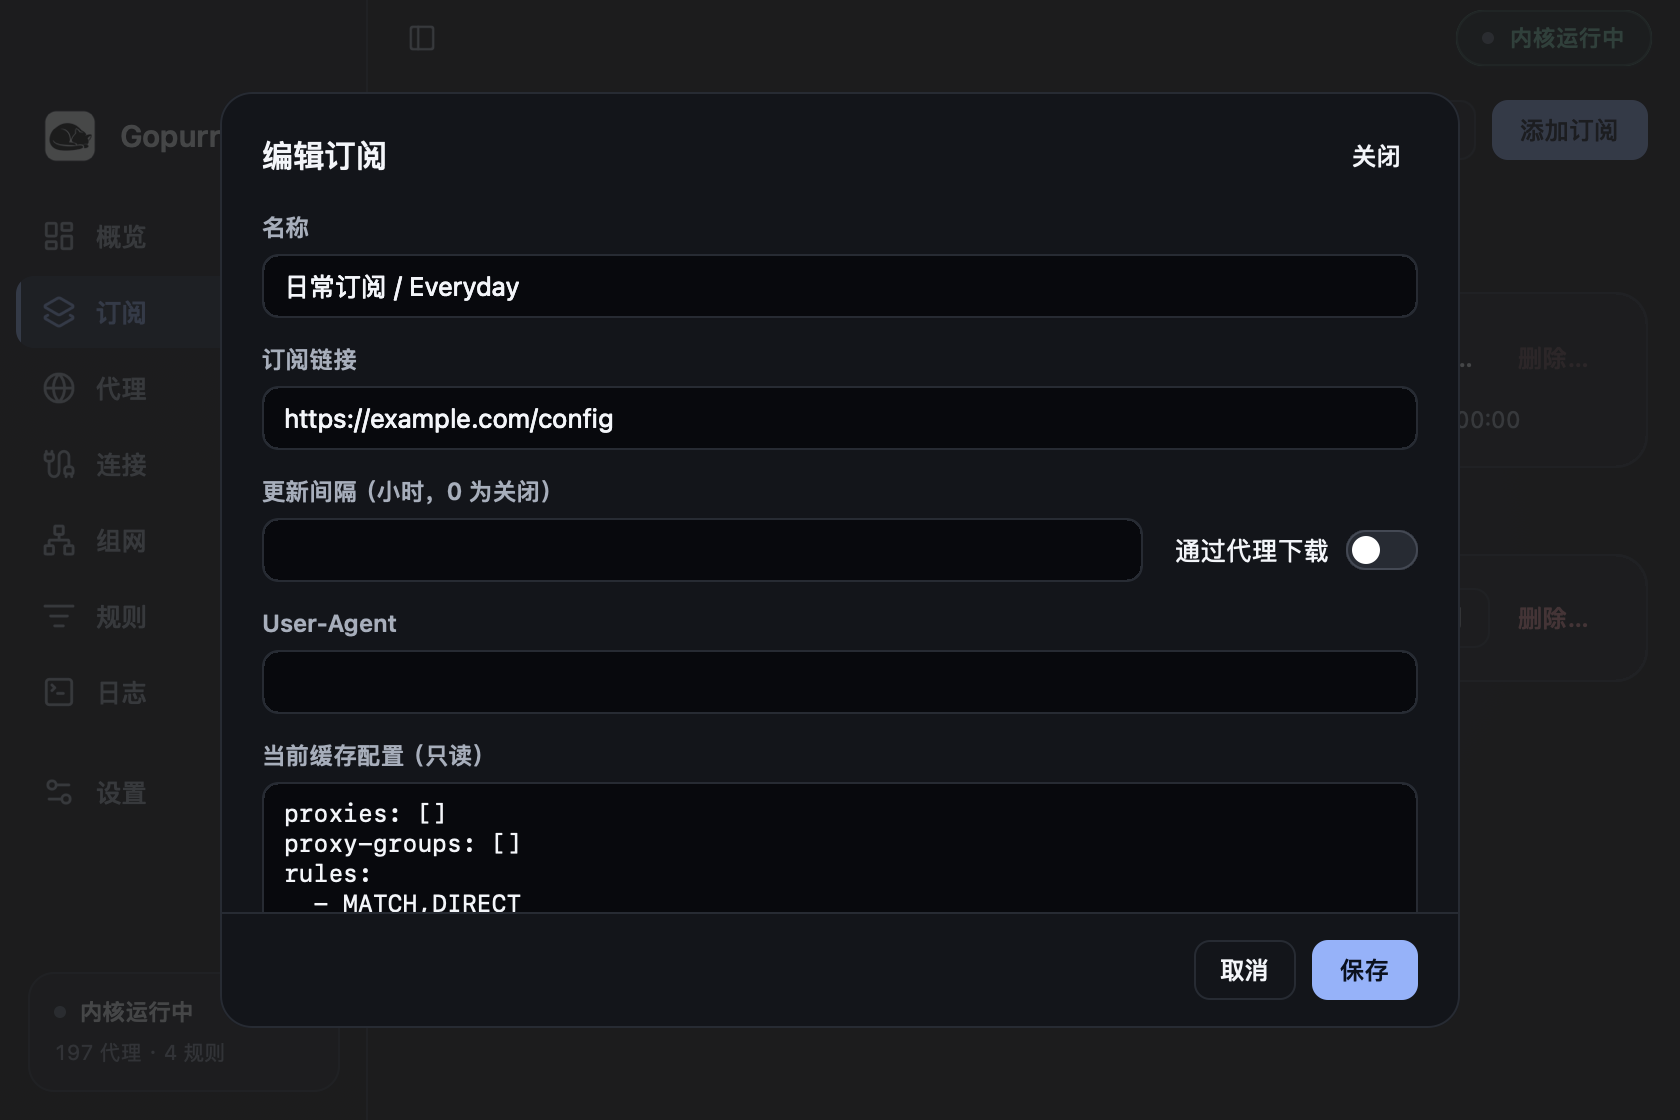 内核运行中
Gopurr
添加订阅
概览
订阅
代理
连接
组网
规则
日志
设置
内核运行中
197 代理 · 4 规则
编辑订阅
关闭
名称
日常订阅 / Everyday
订阅链接
https://example.com/config
更新间隔（小时，0 为关闭）
通过代理下载
User-Agent
当前缓存配置（只读）
proxies: []
proxy-groups: []
rules:
  - MATCH,DIRECT
取消
保存
删除...
00:00
删除...